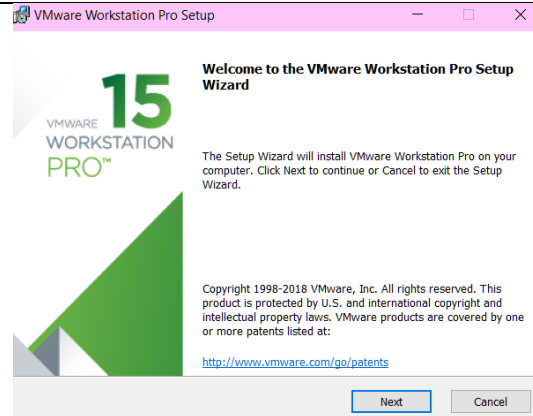 VMware Workstation Pro Setup
Welcome to the VMware Workstation Pro Setup
Wizard
VMWARE 15
WORKSTATION
PRO™
The Setup Wizard will install VMware Workstation Pro on your
computer. Click Next to continue or Cancel to exit the Setup
Wizard.
Copyright 1998-2018 VMware, Inc. All rights reserved. This
product is protected by U.S. and international copyright and
intellectual property laws. VMware products are covered by one
or more patents listed at:
http://www.vmware.com/go/patents
Next Cancel